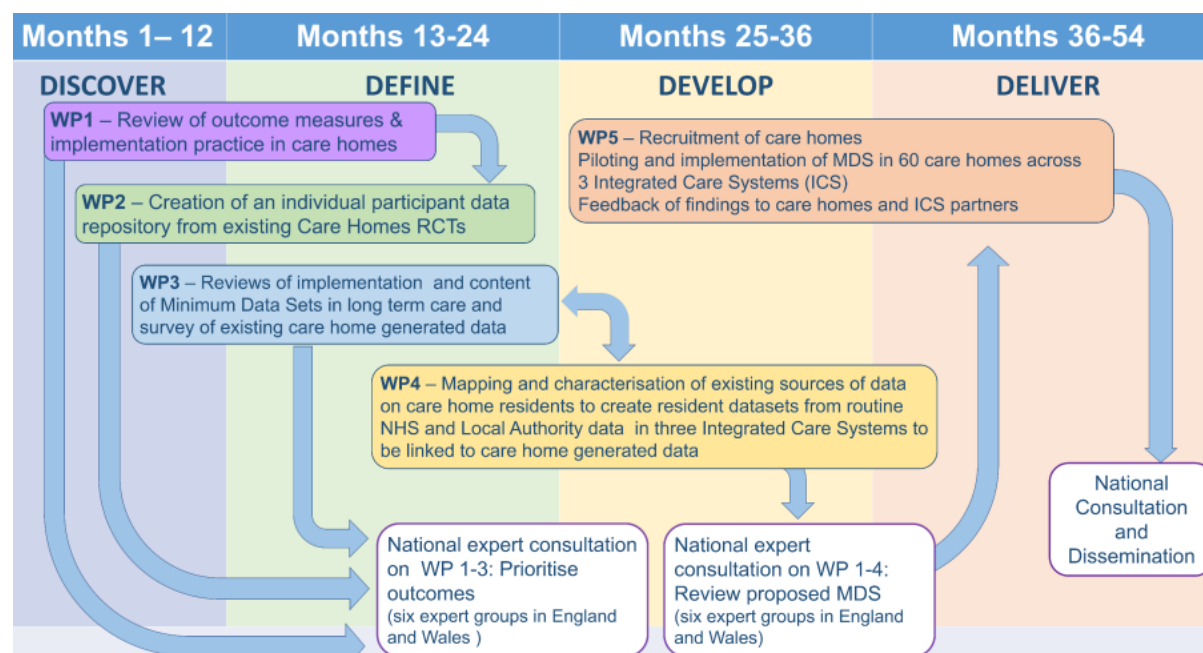 Months 1– 12
Months 13-24
Months 25-36
Months 36-54
DISCOVER
DEFINE
DEVELOP
DELIVER
WP1 – Review of outcome measures &
implementation practice in care homes
WP5 – Recruitment of care homes
Piloting and implementation of MDS in 60 care homes across
3 Integrated Care Systems (ICS)
Feedback of findings to care homes and ICS partners
WP2 – Creation of an individual participant data
repository from existing Care Homes RCTs
WP3 – Reviews of implementation and content
of Minimum Data Sets in long term care and
survey of existing care home generated data
WP4 – Mapping and characterisation of existing sources of data
on care home residents to create resident datasets from routine
NHS and Local Authority data in three Integrated Care Systems to
be linked to care home generated data
National expert consultation
on WP 1-3: Prioritise
outcomes
(six expert groups in England
and Wales )
National expert
consultation on WP 1-4:
Review proposed MDS
(six expert groups in England
and Wales)
National
Consultation
and
Dissemination